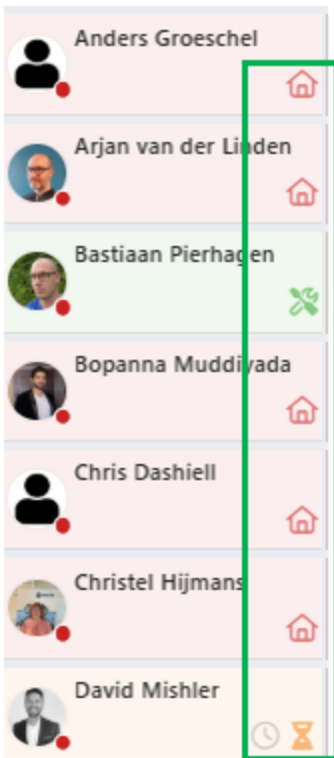 Anders Groeschel
Arjan van der Linden
Bastiaan Pierhagen
Bopanna Muddiyada
Chris Dashiell
Christel Hijmans
David Mishler